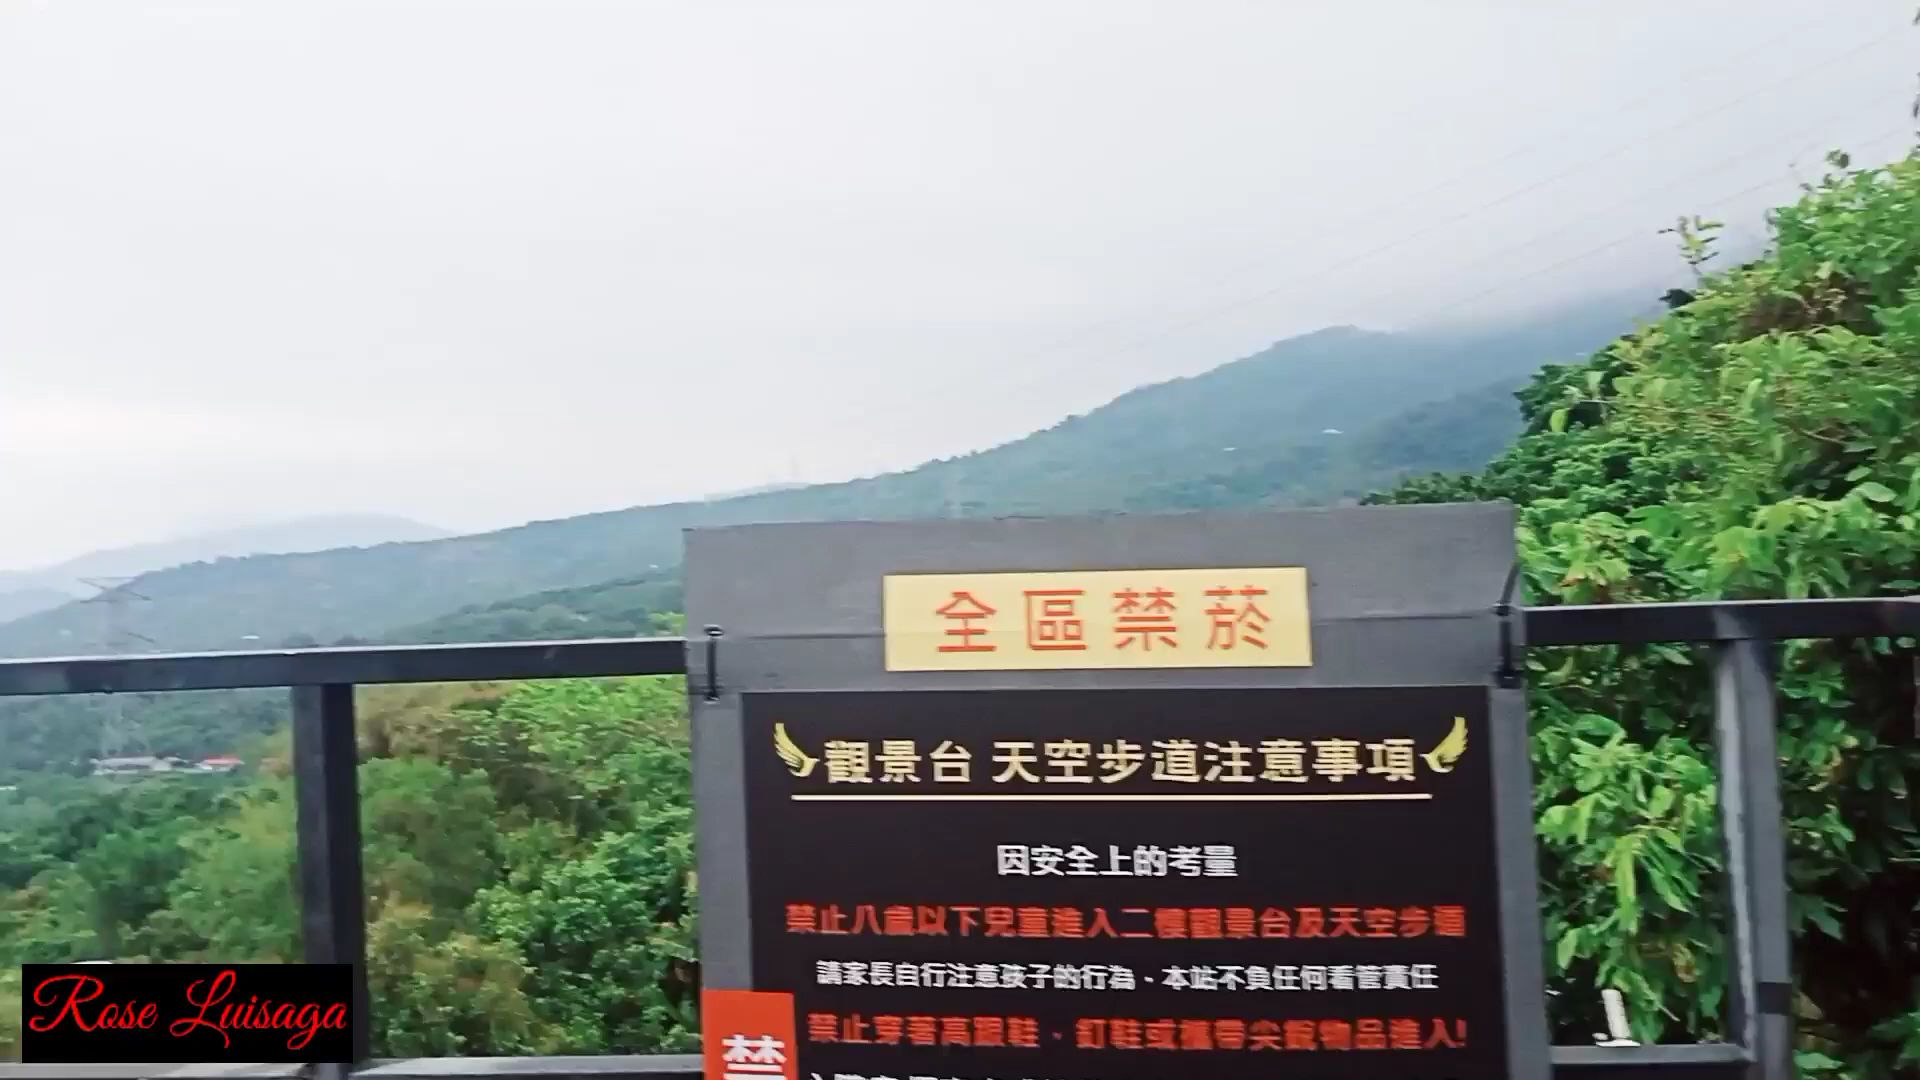 全區禁菸
觀景台 天空步道注意事項
因安全上的考量
禁止八歲以下兒童進入二樓觀景台及天空步道
請家長自行注意孩子的行為，本站不負任何看管責任
禁止穿著高跟鞋、釘鞋或攜帶尖銳物品進入!
禁
Rose Luisaga